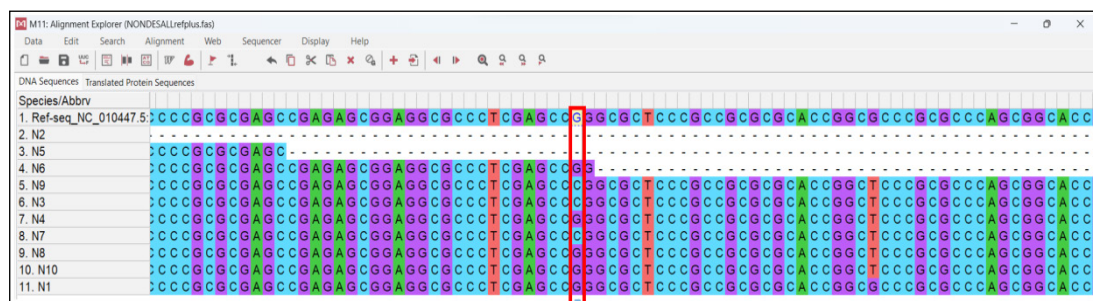 M11: Alignment Explorer (NONDESALLrefplus.fas)
Data Edit Search Alignment Web Sequencer Display Help
DNA Sequences Translated Protein Sequences
Species/Abbrv
1. Ref-seq_NC_010447.5: C C C C G C G C G A G C C G A G A G C G G A G G C G C C C T C G A G C C G G G C G C T C C C G C C G C G C G C A C C G G C G C C C G C G C C C A G C G G C A C C
2. N2
3. N5 C C C C G C G C G A G C
4. N6 C C C C G C G C G A G C C G A G A G C G G A G G C G C C C T C G A G C C G G
5. N9 C C C C G C G C G A G C C G A G A G C G G A G G C G C C C T C G A G C C C G G C G C T C C C G C C G C G C G C A C C G G C T C C C G C G C C C A G C G G C A C C
6. N3 C C C C G C G C G A G C C G A G A G C G G A G G C G C C C T C G A G C C C G G C G C T C C C G C C G C G C G C A C C G G C T C C C G C G C C C A G C G G C A C C
7. N4 C C C C G C G C G A G C C G A G A G C G G A G G C G C C C T C G A G C C G G G C G C T C C C G C C G C G C G C A C C G G C T C C C G C G C C C A G C G G C A C C
8. N7 C C C C G C G C G A G C C G A G A G C G G A G G C G C C C T C G A G C C C G G C G C T C C C G C C G C G C G C A C C G G C T C C C G C G C C C A G C G G C A C C
9. N8 C C C C G C G C G A G C C G A G A G C G G A G G C G C C C T C G A G C C G G G C G C T C C C G C C G C G C G C A C C G G C T C C C G C G C C C A G C G G C A C C
10. N10 C C C C G C G C G A G C C G A G A G C G G A G G C G C C C T C G A G C C G G G C G C T C C C G C C G C G C G C A C C G G C T C C C G C G C C C A G C G G C A C C
11. N1 C C C C G C G C G A G C C G A G A G C G G A G G C G C C C T C G A G C C G G G C G C T C C C G C C G C G C G C A C C G G C T C C C G C G C C C A G C G G C A C C